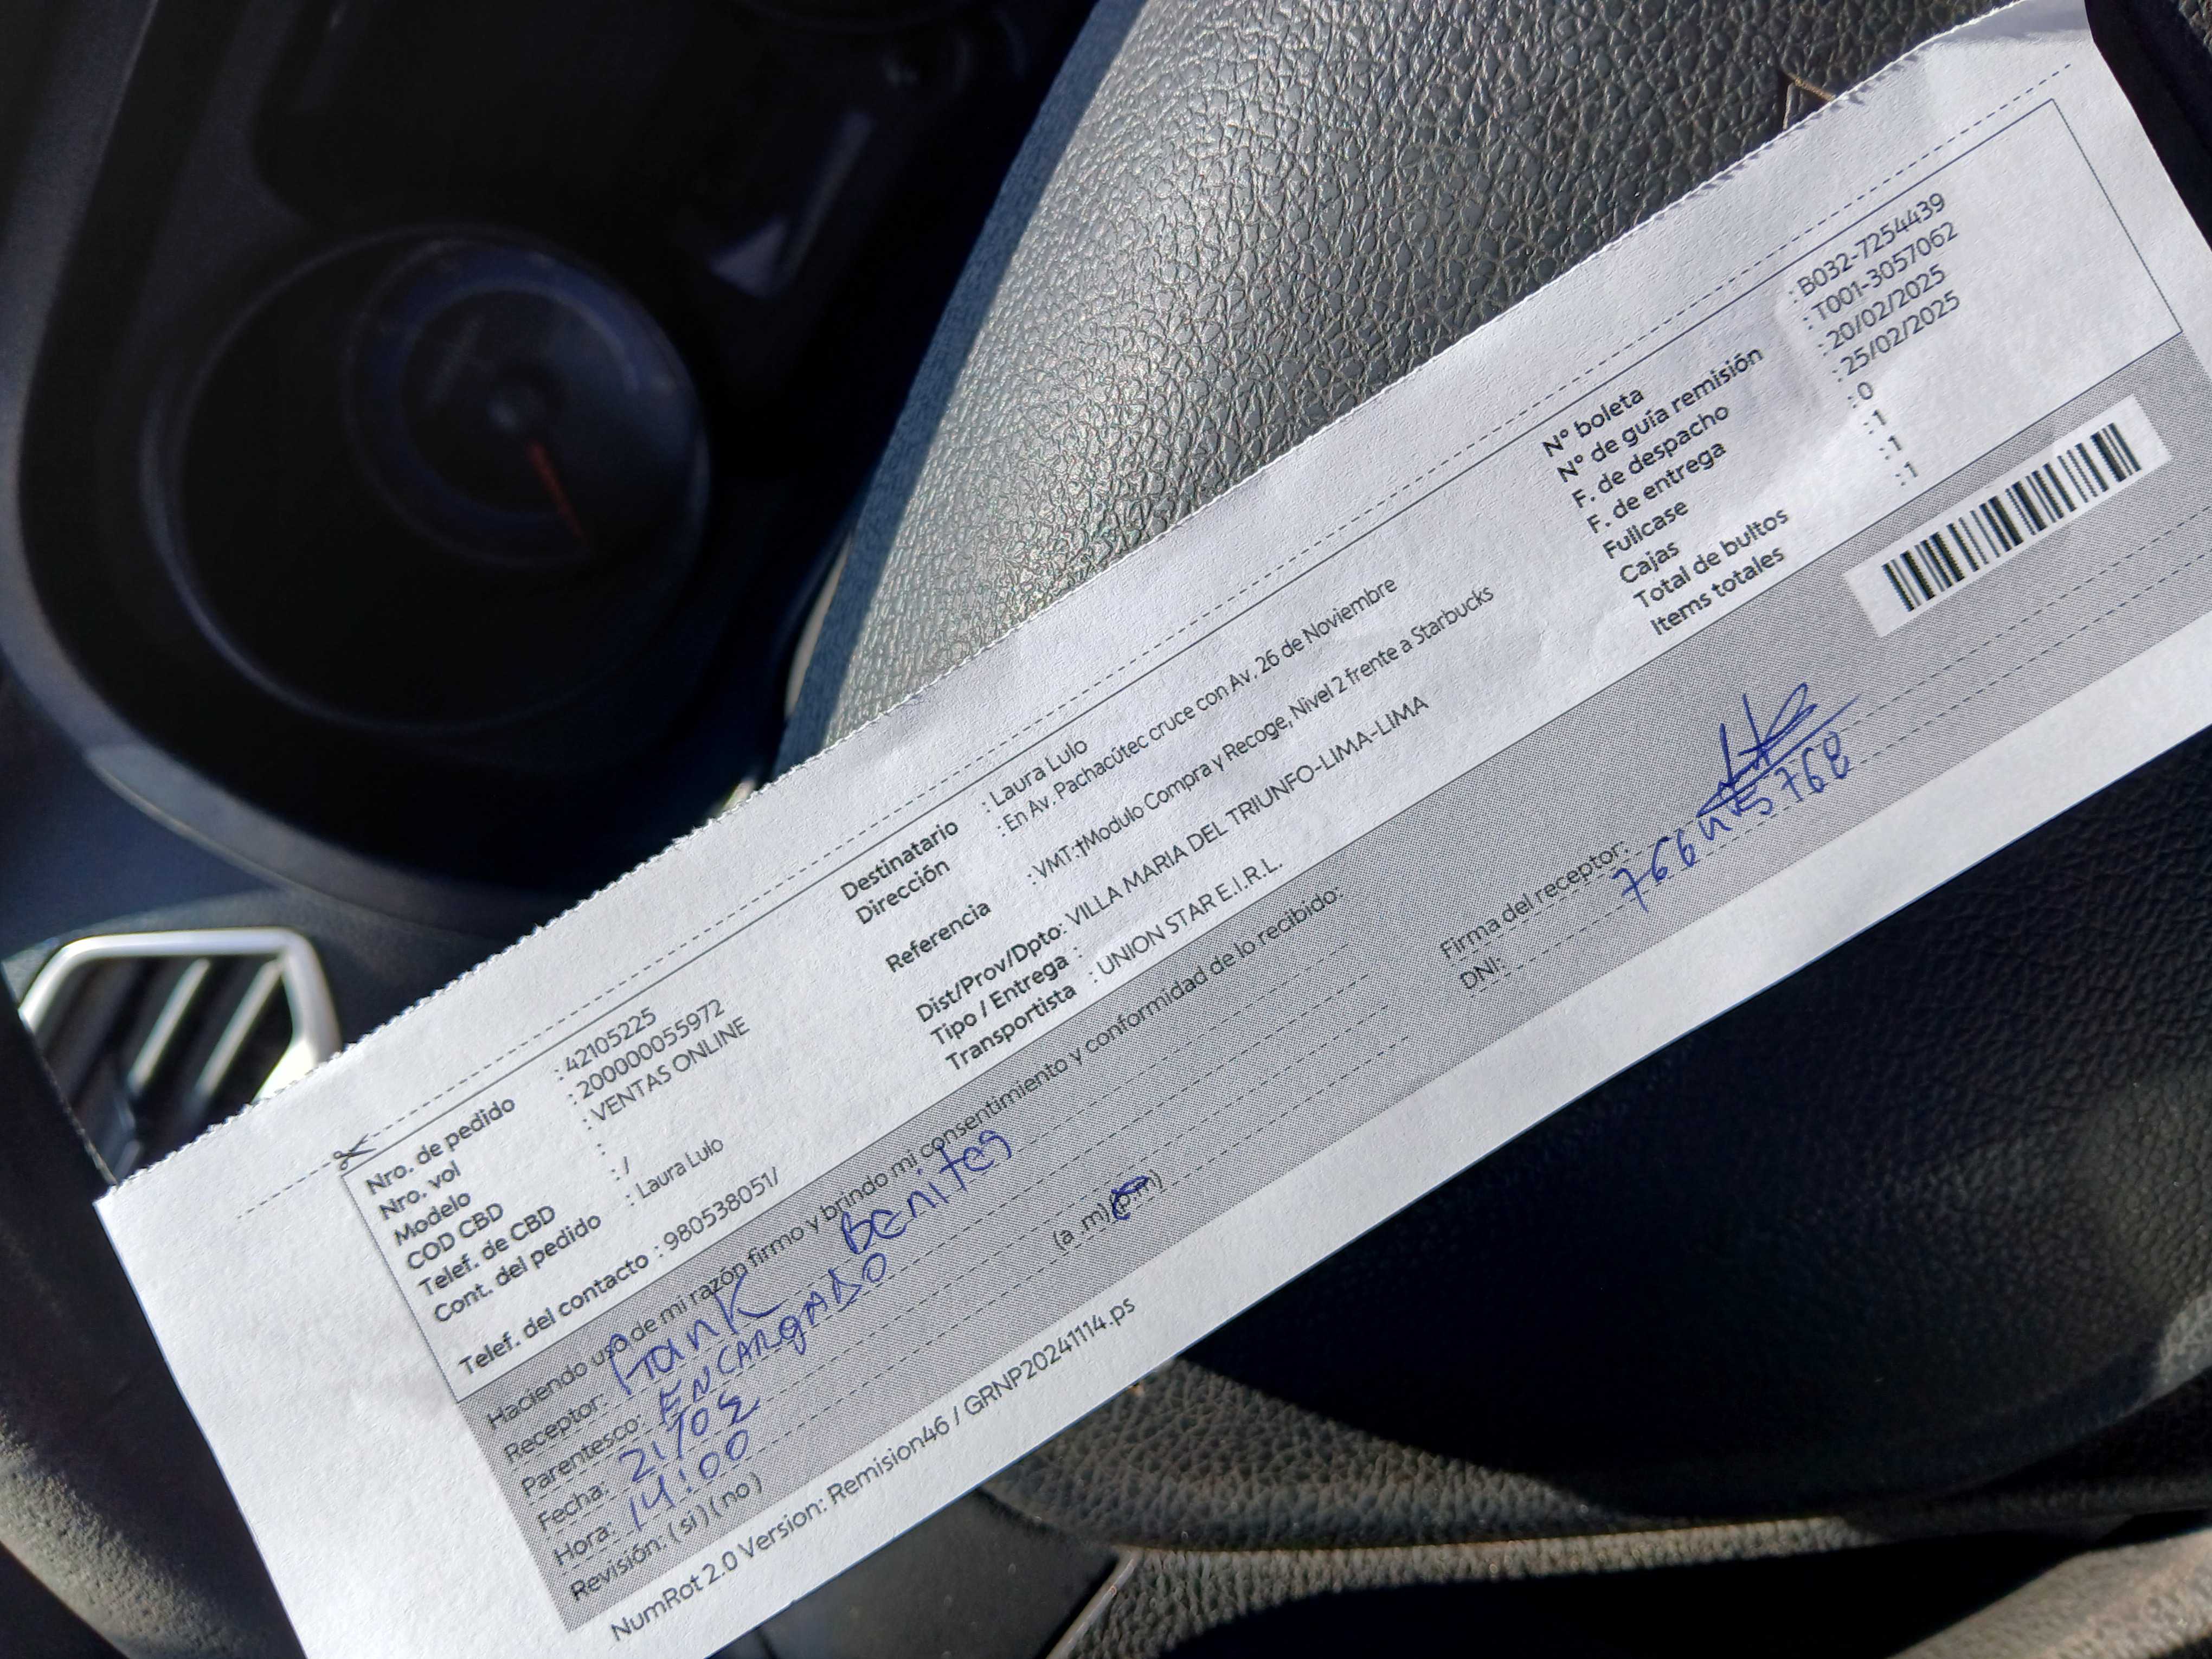 Nro. de pedido : 42105225
Nro. vol : 200000055972
Modelo : VENTAS ONLINE
COD CBD :
Telef. de CBD : /
Cont. del pedido : Laura Lulo
Telef. del contacto : 980538051/
Destinatario : Laura Lulo
Dirección : En Av. Pachacútec cruce con Av. 26 de Noviembre
Referencia : VMT:†Modulo Compra y Recoge, Nivel 2 frente a Starbucks
Dist/Prov/Dpto: VILLA MARIA DEL TRIUNFO-LIMA-LIMA
Tipo / Entrega :
Transportista : UNION STAR E.I.R.L.
N° boleta : B032-7254439
N° de guía remisión : T001-3057062
F. de despacho : 20/02/2025
F. de entrega : 25/02/2025
Fullcase : 0
Cajas : 1
Total de bultos : 1
Items totales : 1
Haciendo uso de mi razón firmo y brindo mi consentimiento y conformidad de lo recibido:
Receptor: Hank Benites
Parentesco: ENCARGADO
Fecha: 21/02
Hora: 14:00 (a .m) (p.m)
Revisión: ( si ) ( no )
Firma del receptor:
DNI: 76645768
NumRot 2.0 Version: Remision46 / GRNP20241114.ps